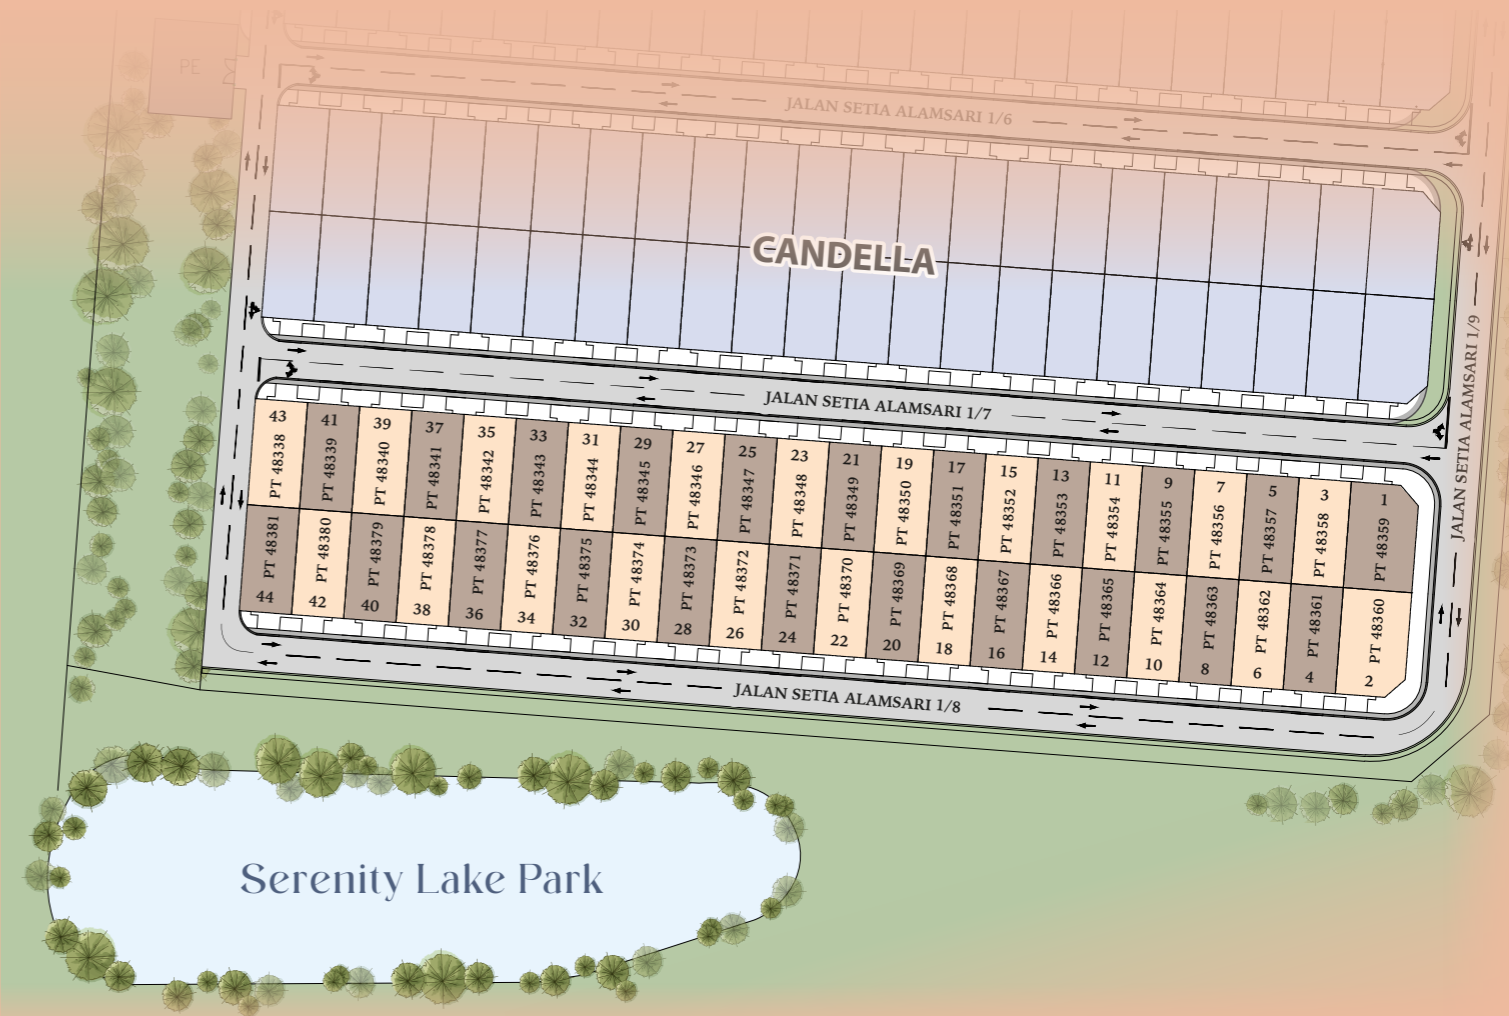 PE
JALAN SETIA ALAMSARI 1/6
CANDELLA
JALAN SETIA ALAMSARI 1/9
JALAN SETIA ALAMSARI 1/7
43 41 39 37 35 33 31 29 27 25 23 21 19 17 15 13 11 9 7 5 3 1
PT 48338 PT 48339 PT 48340 PT 48341 PT 48342 PT 48343 PT 48344 PT 48345 PT 48346 PT 48347 PT 48348 PT 48349 PT 48350 PT 48351 PT 48352 PT 48353 PT 48354 PT 48355 PT 48356 PT 48357 PT 48358 PT 48359
PT 48381 PT 48380 PT 48379 PT 48378 PT 48377 PT 48376 PT 48375 PT 48374 PT 48373 PT 48372 PT 48371 PT 48370 PT 48369 PT 48368 PT 48367 PT 48366 PT 48365 PT 48364 PT 48363 PT 48362 PT 48361 PT 48360
44 42 40 38 36 34 32 30 28 26 24 22 20 18 16 14 12 10 8 6 4 2
JALAN SETIA ALAMSARI 1/8
Serenity Lake Park